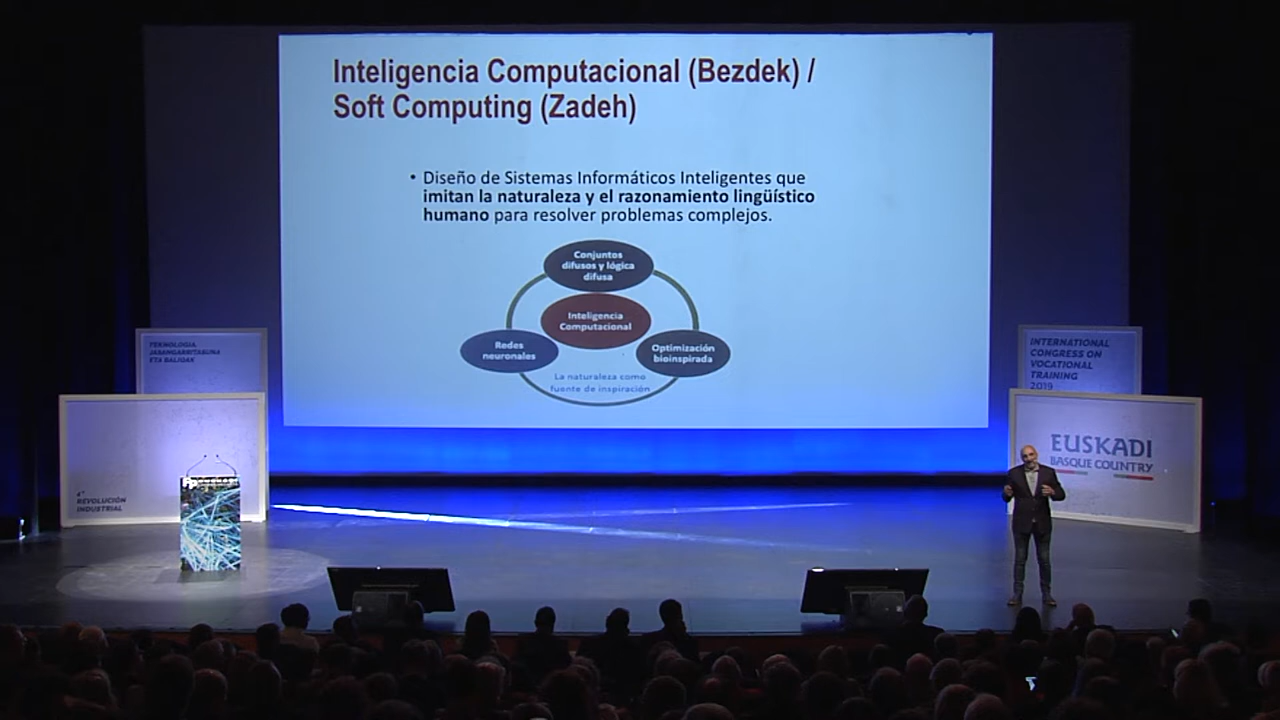 Inteligencia Computacional (Bezdek) /
Soft Computing (Zadeh)
• Diseño de Sistemas Informáticos Inteligentes que
imitan la naturaleza y el razonamiento lingüístico
humano para resolver problemas complejos.
Conjuntos
difusos y lógica
difusa
Inteligencia
Computacional
Redes
neuronales
Optimización
bioinspirada
La naturaleza como
fuente de inspiración
TEKNOLOGIA,
JASANGARRITASUNA
ETA BALIOAK
4ª
REVOLUCIÓN
INDUSTRIAL
INTERNATIONAL
CONGRESS ON
VOCATIONAL
TRAINING
2019
EUSKADI
BASQUE COUNTRY